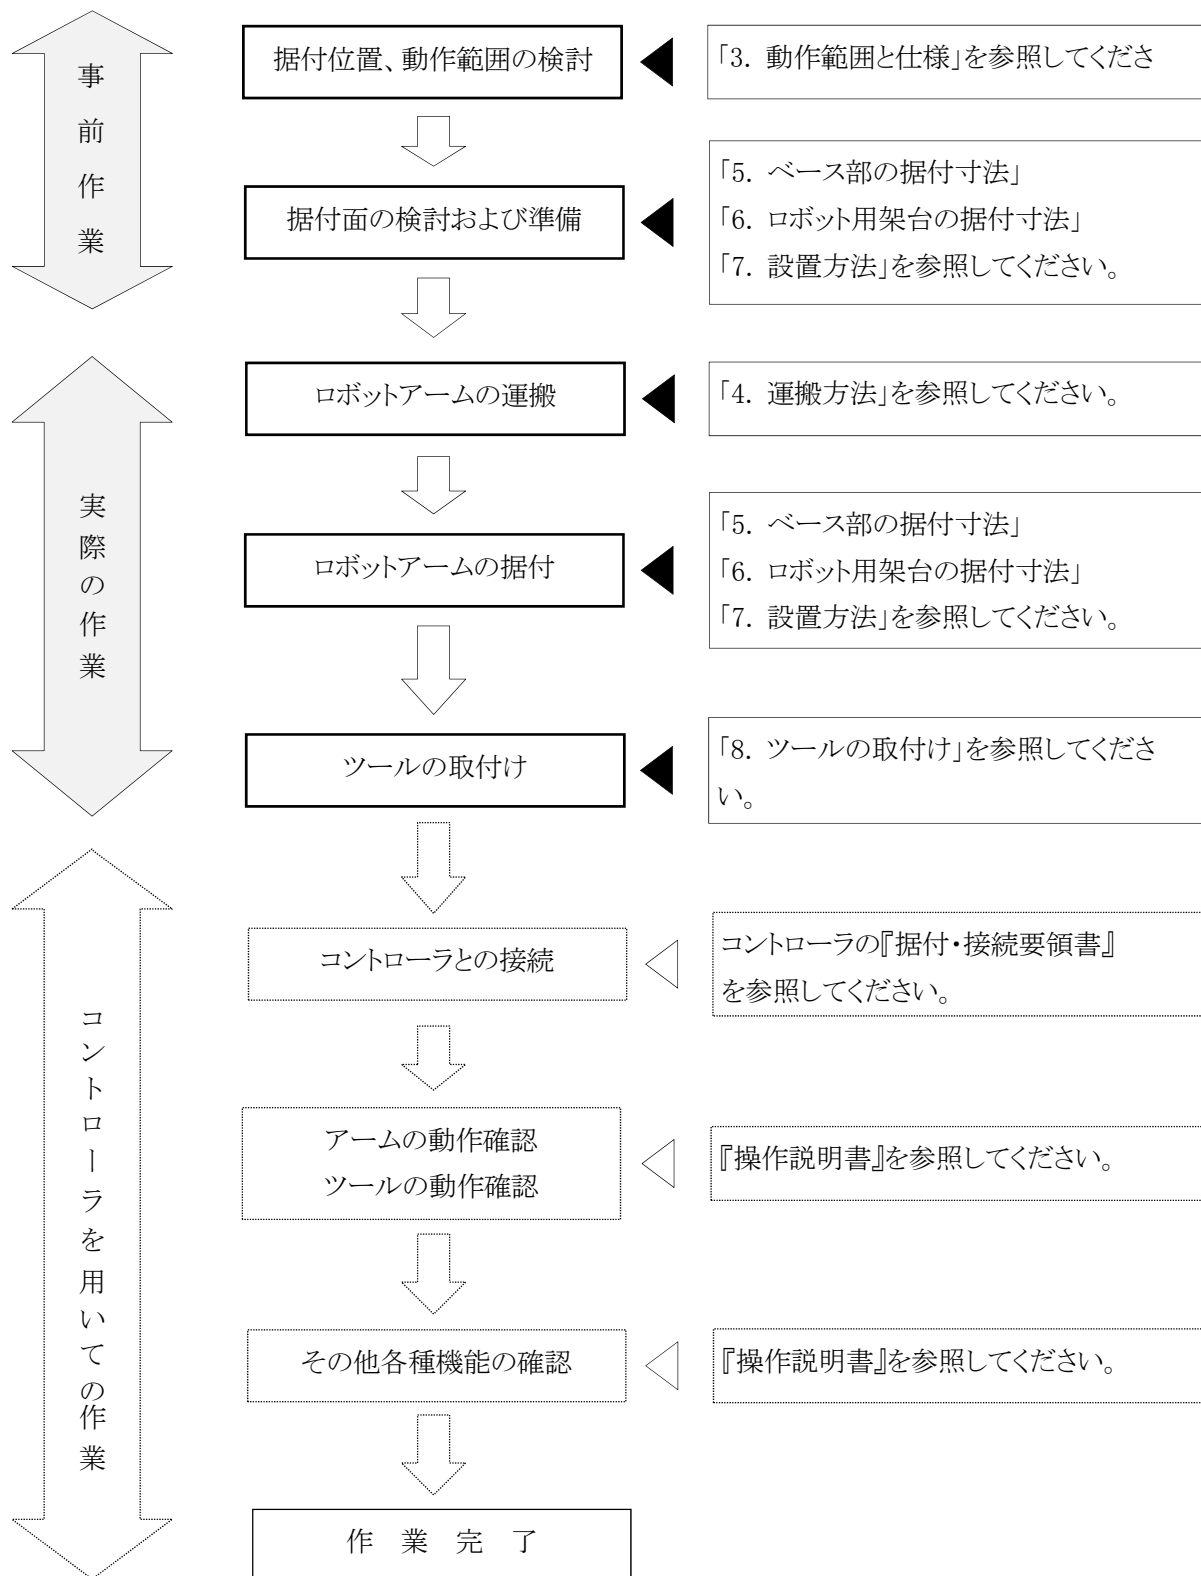 事前作業
据付位置、動作範囲の検討
「3. 動作範囲と仕様」を参照してくださ
据付面の検討および準備
「5. ベース部の据付寸法」
「6. ロボット用架台の据付寸法」
「7. 設置方法」を参照してください。
実際の作業
ロボットアームの運搬
「4. 運搬方法」を参照してください。
ロボットアームの据付
「5. ベース部の据付寸法」
「6. ロボット用架台の据付寸法」
「7. 設置方法」を参照してください。
ツールの取付け
「8. ツールの取付け」を参照してくださ
い。
コントローラを用いての作業
コントローラとの接続
コントローラの『据付・接続要領書』
を参照してください。
アームの動作確認
ツールの動作確認
『操作説明書』を参照してください。
その他各種機能の確認
『操作説明書』を参照してください。
作 業 完 了